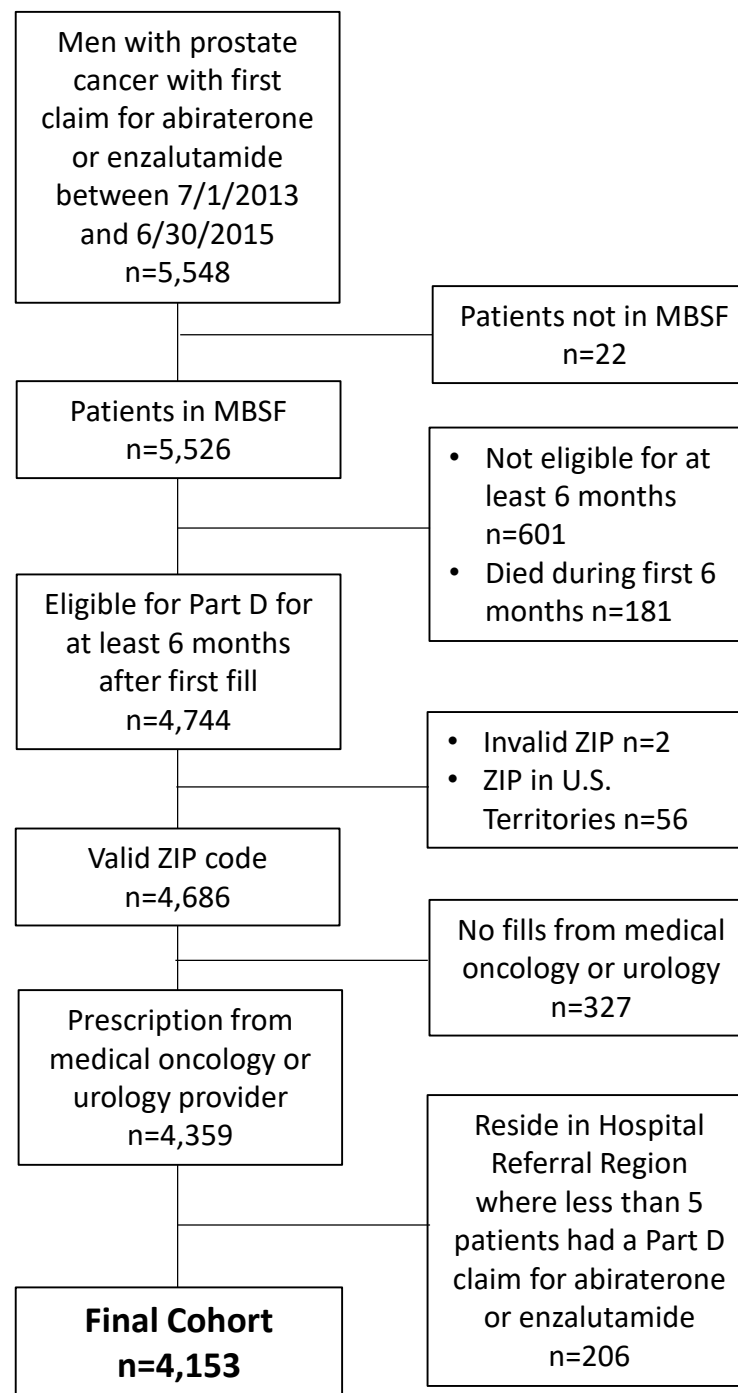 Men with prostate
cancer with first
claim for abiraterone
or enzalutamide
between 7/1/2013
and 6/30/2015
n=5,548
Patients not in MBSF
n=22
Patients in MBSF
n=5,526
• Not eligible for at
least 6 months
n=601
• Died during first 6
months n=181
Eligible for Part D for
at least 6 months
after first fill
n=4,744
• Invalid ZIP n=2
• ZIP in U.S.
Territories n=56
Valid ZIP code
n=4,686
No fills from medical
oncology or urology
n=327
Prescription from
medical oncology or
urology provider
n=4,359
Reside in Hospital
Referral Region
where less than 5
patients had a Part D
claim for abiraterone
or enzalutamide
n=206
Final Cohort
n=4,153